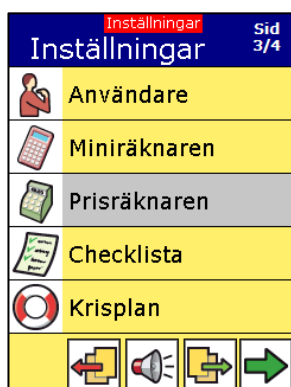 Inställningar
Inställningar
Sid
3/4
Användare
Miniräknaren
Prisräknaren
Checklista
Krisplan